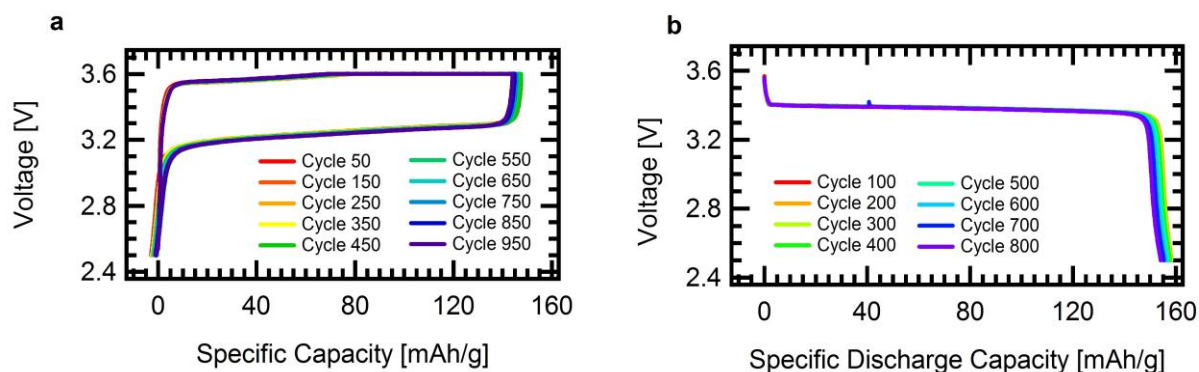 a
Voltage [V]
3.6
3.2
2.8
2.4
Cycle 50
Cycle 150
Cycle 250
Cycle 350
Cycle 450
Cycle 550
Cycle 650
Cycle 750
Cycle 850
Cycle 950
0 40 80 120 160
Specific Capacity [mAh/g]
b
Voltage [V]
3.6
3.2
2.8
2.4
Cycle 100
Cycle 200
Cycle 300
Cycle 400
Cycle 500
Cycle 600
Cycle 700
Cycle 800
0 40 80 120 160
Specific Discharge Capacity [mAh/g]